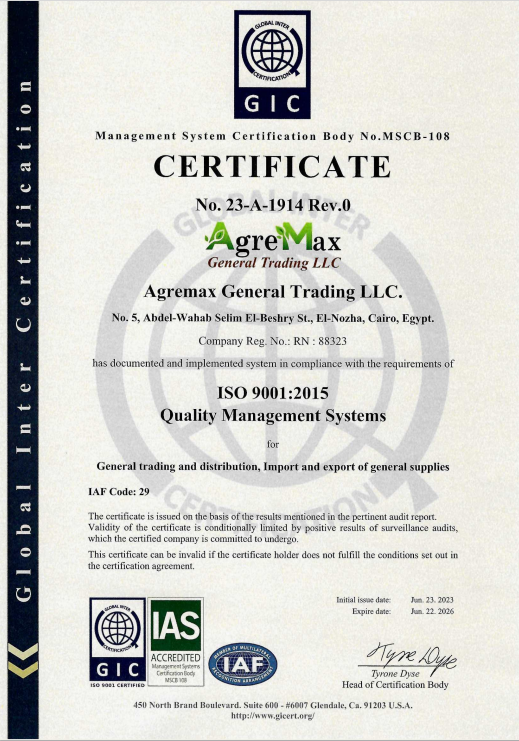 GLOBAL INTER
CERTIFICATION
GIC
Management System Certification Body No.MSCB-108
CERTIFICATE
No. 23-A-1914 Rev.0
AgreMax
General Trading LLC
Agremax General Trading LLC.
No. 5, Abdel-Wahab Selim El-Beshry St., El-Nozha, Cairo, Egypt.
Company Reg. No.: RN : 88323
has documented and implemented system in compliance with the requirements of
ISO 9001:2015
Quality Management Systems
for
General trading and distribution, Import and export of general supplies
IAF Code: 29
The certificate is issued on the basis of the results mentioned in the pertinent audit report.
Validity of the certificate is conditionally limited by positive results of surveillance audits,
which the certified company is committed to undergo.
This certificate can be invalid if the certificate holder does not fulfill the conditions set out in
the certification agreement.
Initial issue date: Jun. 23. 2023
Expire date: Jun. 22. 2026
GLOBAL INTER
CERTIFICATION
GIC
ISO 9001 CERTIFIED
IAS
ACCREDITED
Management Systems
Certification Body
MSCB 108
MEMBER OF MULTILATERAL
RECOGNITION ARRANGEMENT
IAF
Tyrone Dyse
Tyrone Dyse
Head of Certification Body
450 North Brand Boulevard. Suite 600 - #6007 Glendale, Ca. 91203 U.S.A.
http://www.gicert.org/
Global Inter Certification
GLOBAL INTER
CERTIFICATION